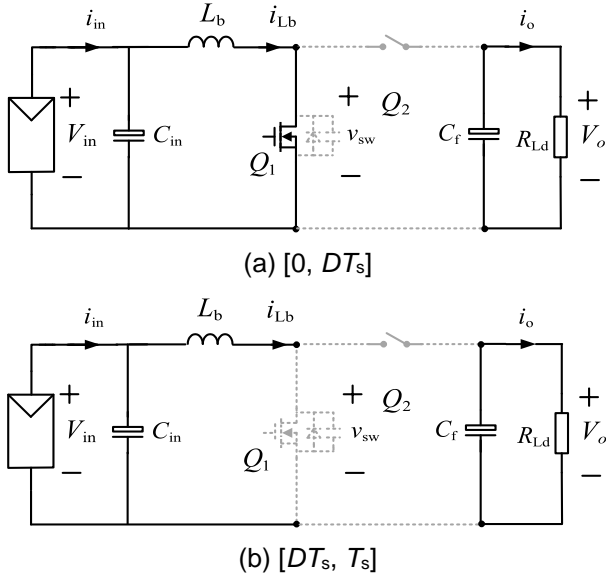 i_in L_b i_Lb i_o
+ V_in − C_in Q_1 + v_sw − Q_2 C_f R_Ld + V_o −
(a) [0, DT_s]
i_in L_b i_Lb i_o
+ V_in − C_in Q_1 + v_sw − Q_2 C_f R_Ld + V_o −
(b) [DT_s, T_s]